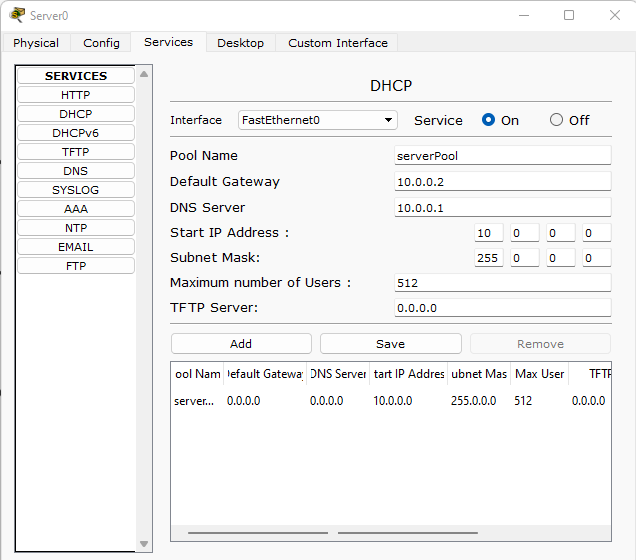 Server0
Physical Config Services Desktop Custom Interface
SERVICES
HTTP
DHCP
DHCPv6
TFTP
DNS
SYSLOG
AAA
NTP
EMAIL
FTP
DHCP
Interface FastEthernet0 Service On Off
Pool Name serverPool
Default Gateway 10.0.0.2
DNS Server 10.0.0.1
Start IP Address : 10 0 0 0
Subnet Mask: 255 0 0 0
Maximum number of Users : 512
TFTP Server: 0.0.0.0
Add Save Remove
ool Nam efault Gateway DNS Server tart IP Addres ubnet Mas Max User TFTP
server... 0.0.0.0 0.0.0.0 10.0.0.0 255.0.0.0 512 0.0.0.0